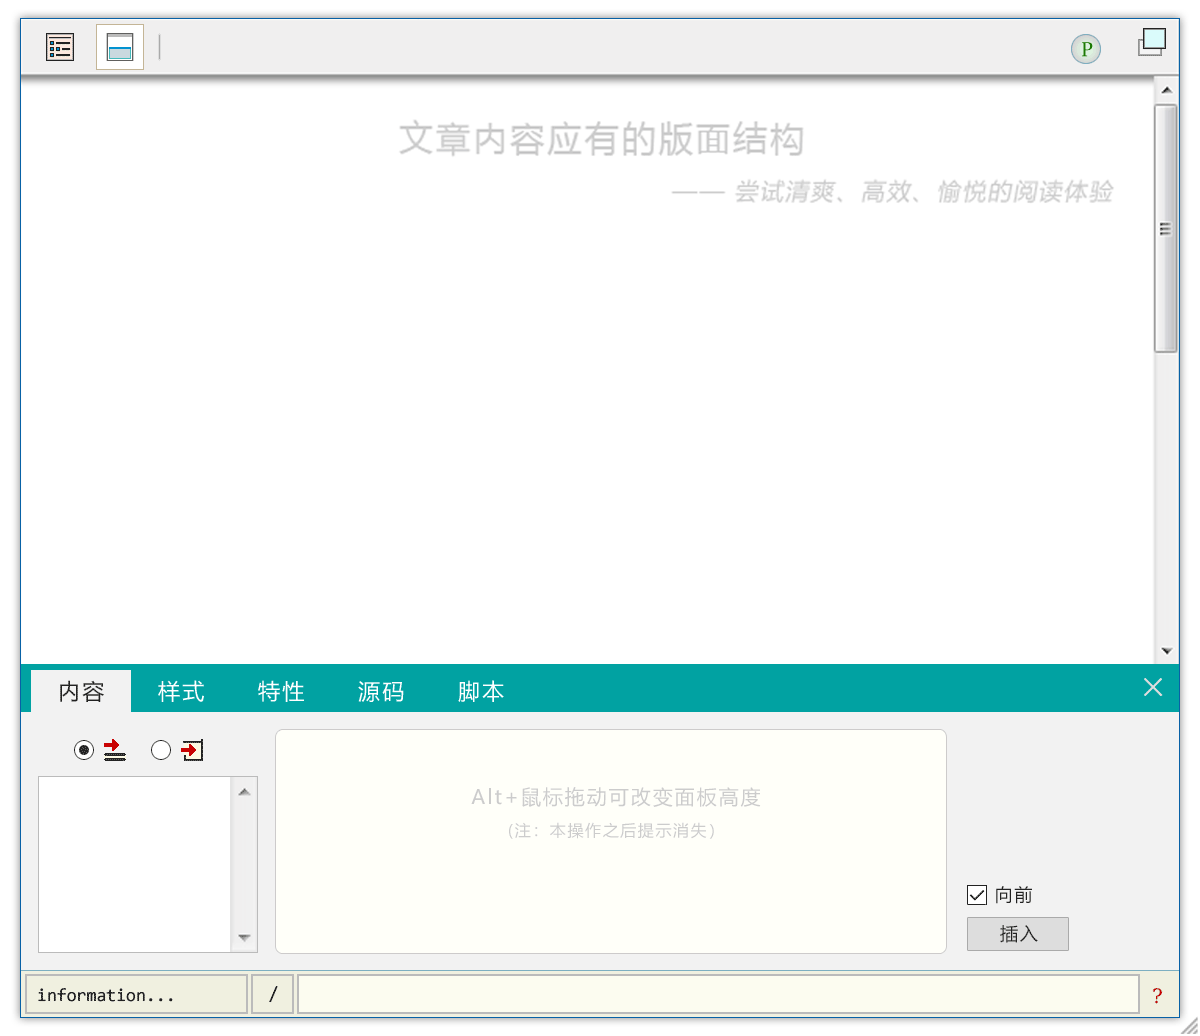 P
文章内容应有的版面结构
—— 尝试清爽、高效、愉悦的阅读体验
内容 样式 特性 源码 脚本
Alt+鼠标拖动可改变面板高度
(注: 本操作之后提示消失)
向前
插入
information... / ?